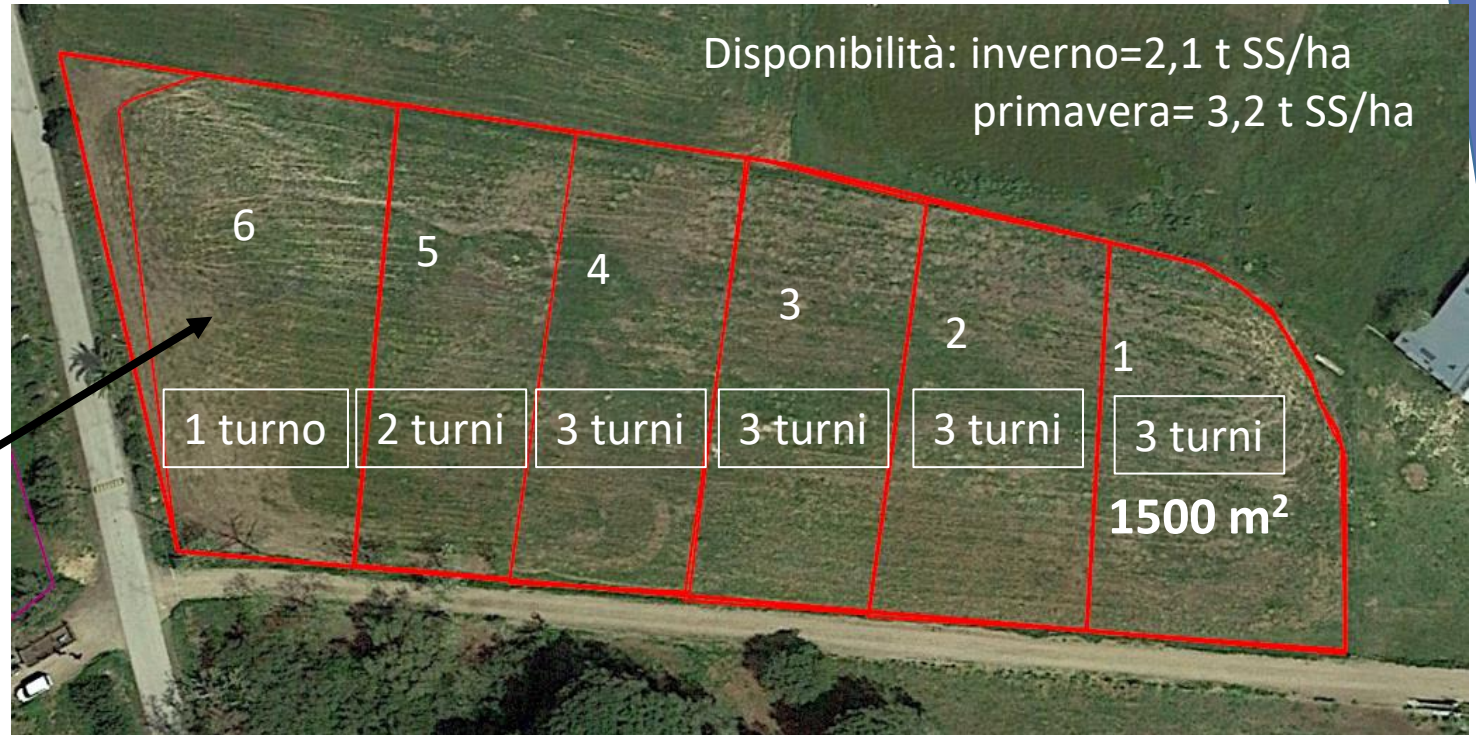 Disponibilità: inverno=2,1 t SS/ha
primavera= 3,2 t SS/ha
6
5
4
3
2
1
1 turno
2 turni
3 turni
3 turni
3 turni
3 turni
1500 m²